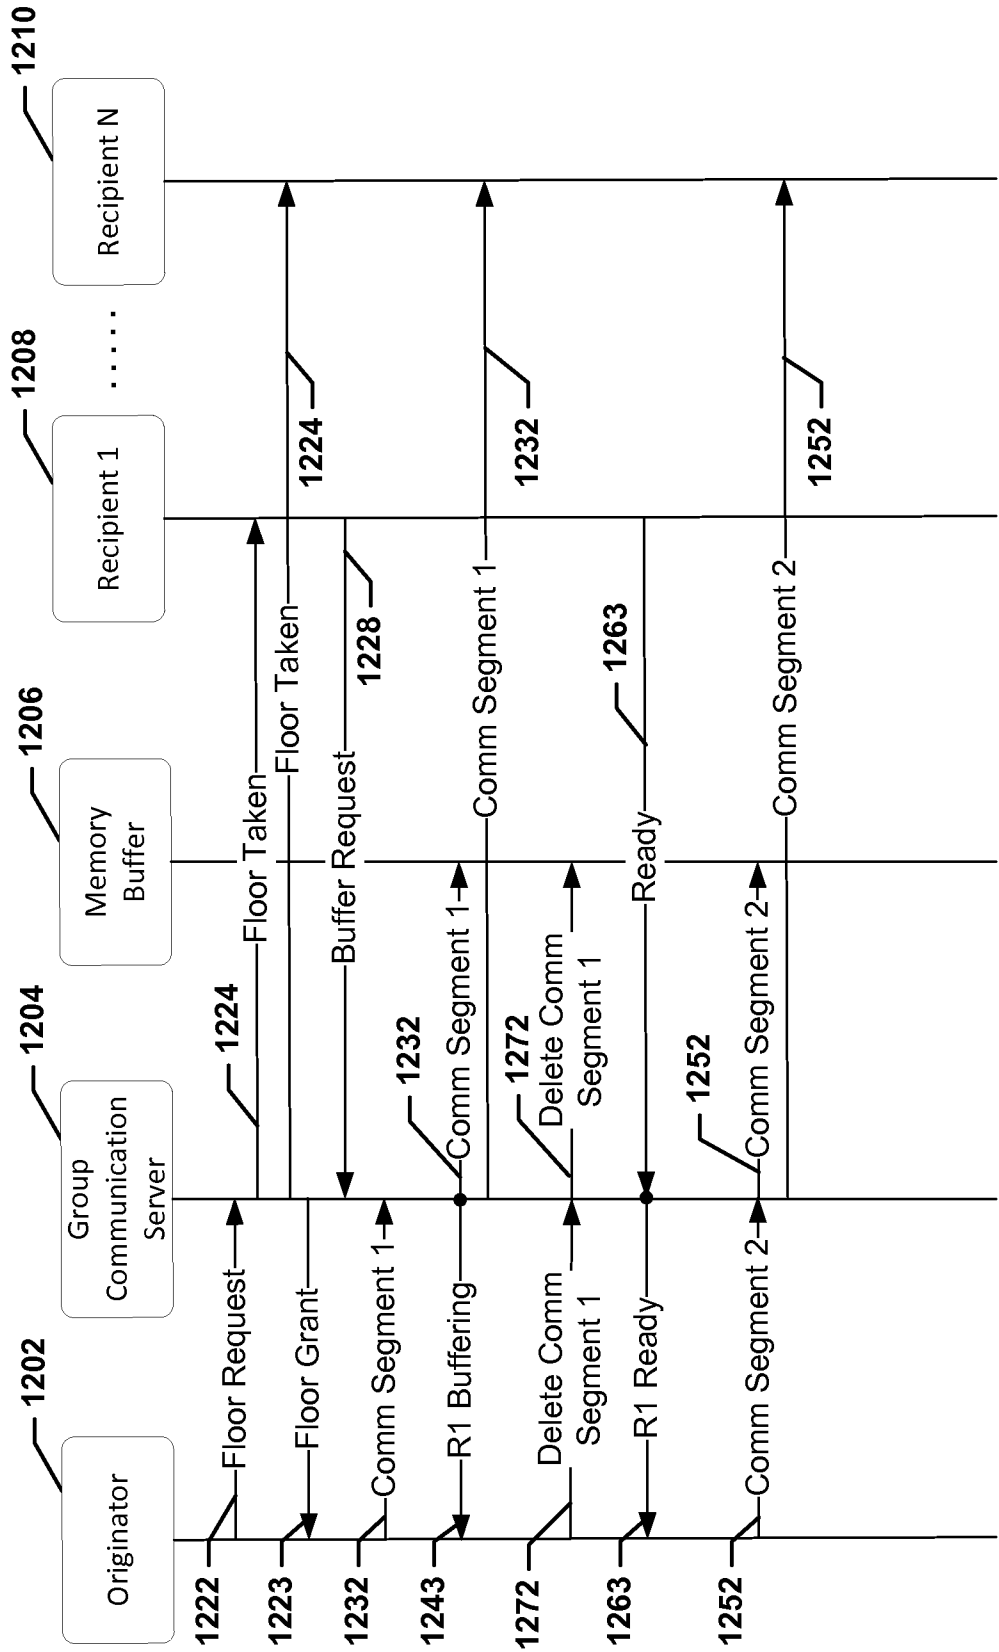 1202
1204
1206
1208
1210
Originator
Group
Communication
Server
Memory
Buffer
Recipient 1
.....
Recipient N
1222
Floor Request
1224
Floor Taken
Floor Taken
1224
1223
Floor Grant
Buffer Request
1228
1232
Comm Segment 1
1232
1243
R1 Buffering
Comm Segment 1
Comm Segment 1
1232
1272
Delete Comm
Segment 1
1272
Delete Comm
Segment 1
1263
R1 Ready
Ready
1263
1252
Comm Segment 2
1252
Comm Segment 2
Comm Segment 2
1252